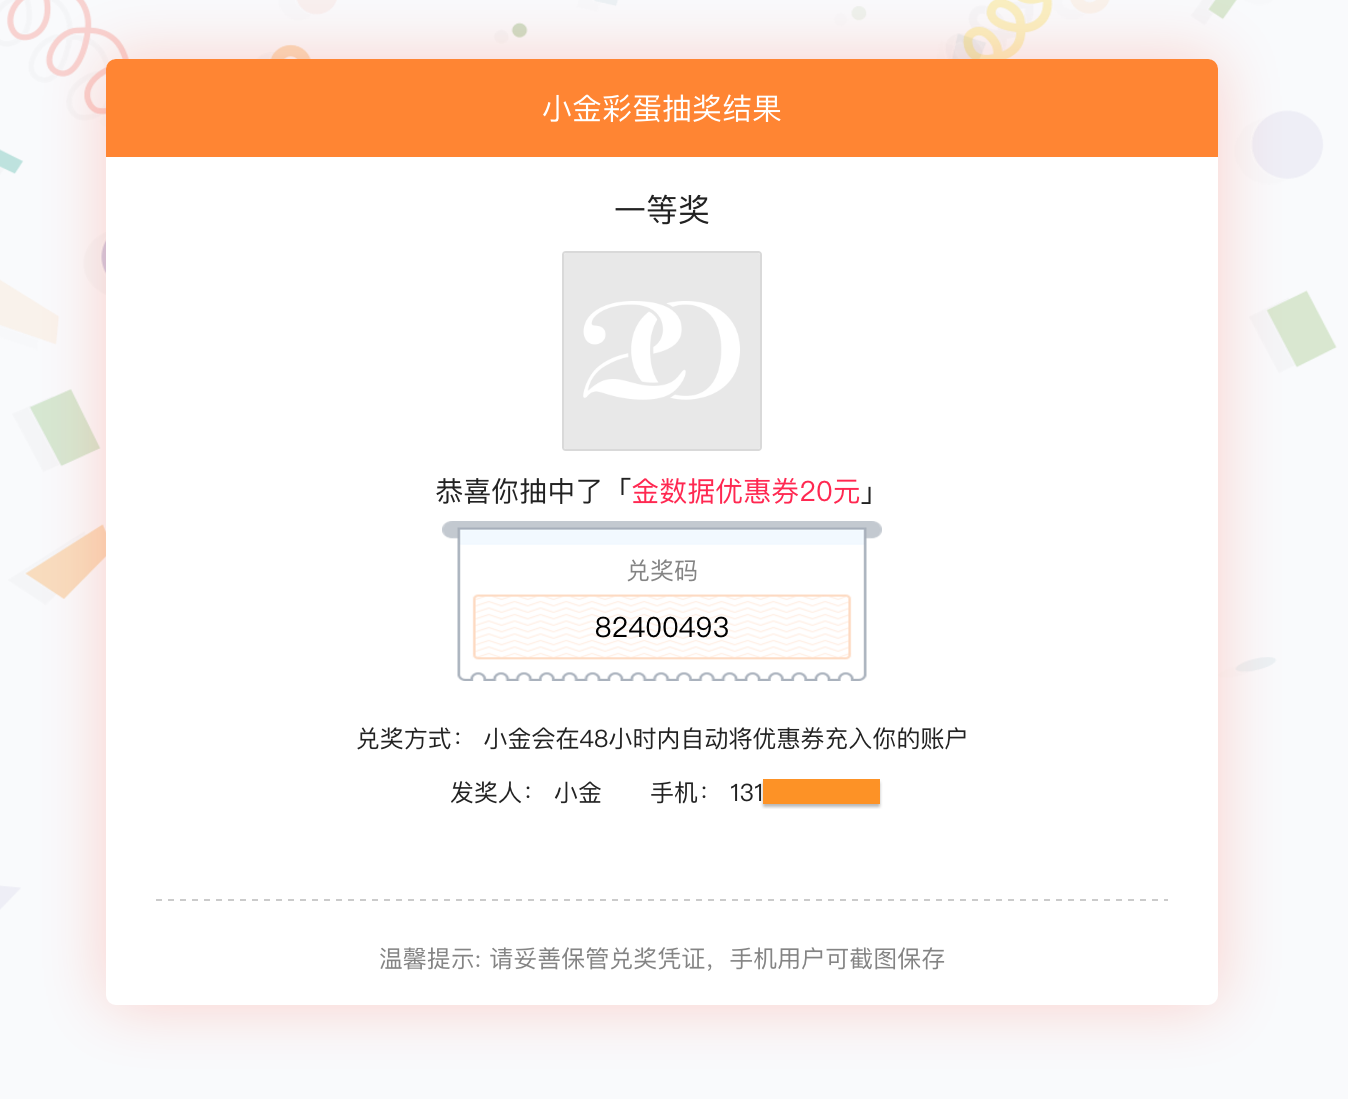 小金彩蛋抽奖结果
一等奖
20
恭喜你抽中了「金数据优惠券20元」
兑奖码
82400493
兑奖方式： 小金会在48小时内自动将优惠券充入你的账户
发奖人： 小金 手机： 131
温馨提示: 请妥善保管兑奖凭证，手机用户可截图保存